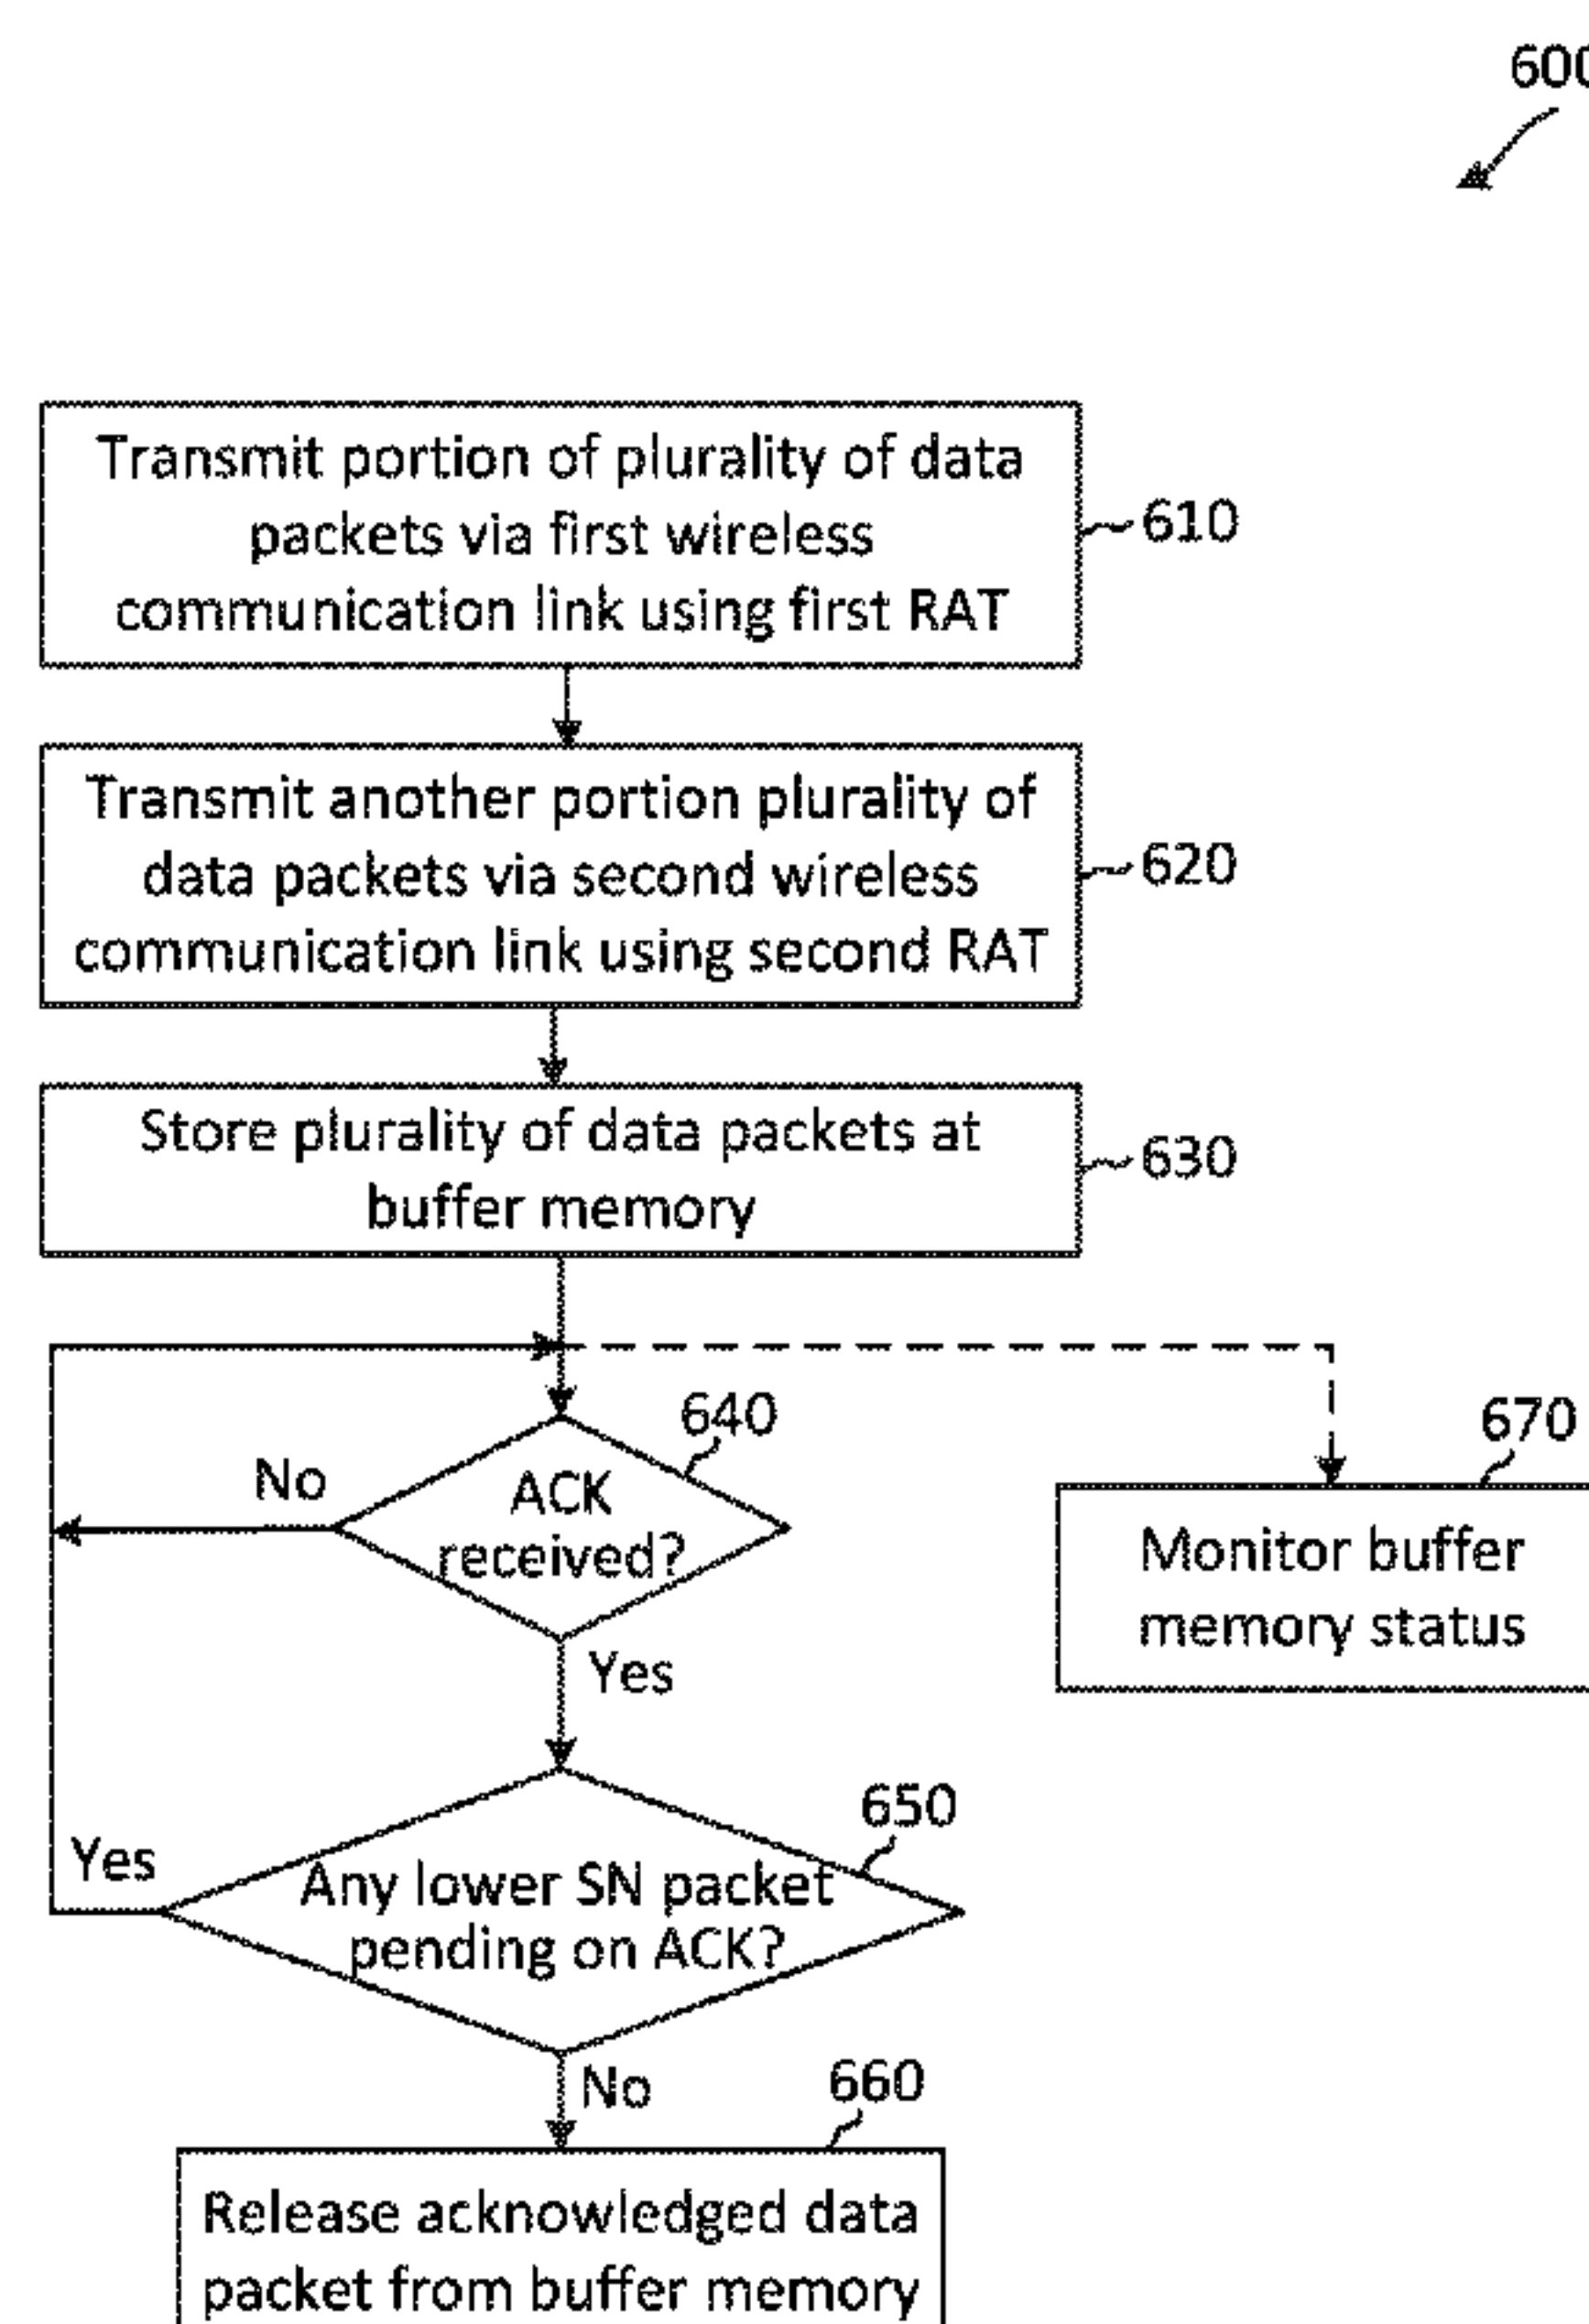 600
Transmit portion of plurality of data
packets via first wireless
communication link using first RAT
610
Transmit another portion plurality of
data packets via second wireless
communication link using second RAT
620
Store plurality of data packets at
buffer memory
630
640
ACK
received?
No
Yes
670
Monitor buffer
memory status
650
Any lower SN packet
pending on ACK?
Yes
No
660
Release acknowledged data
packet from buffer memory